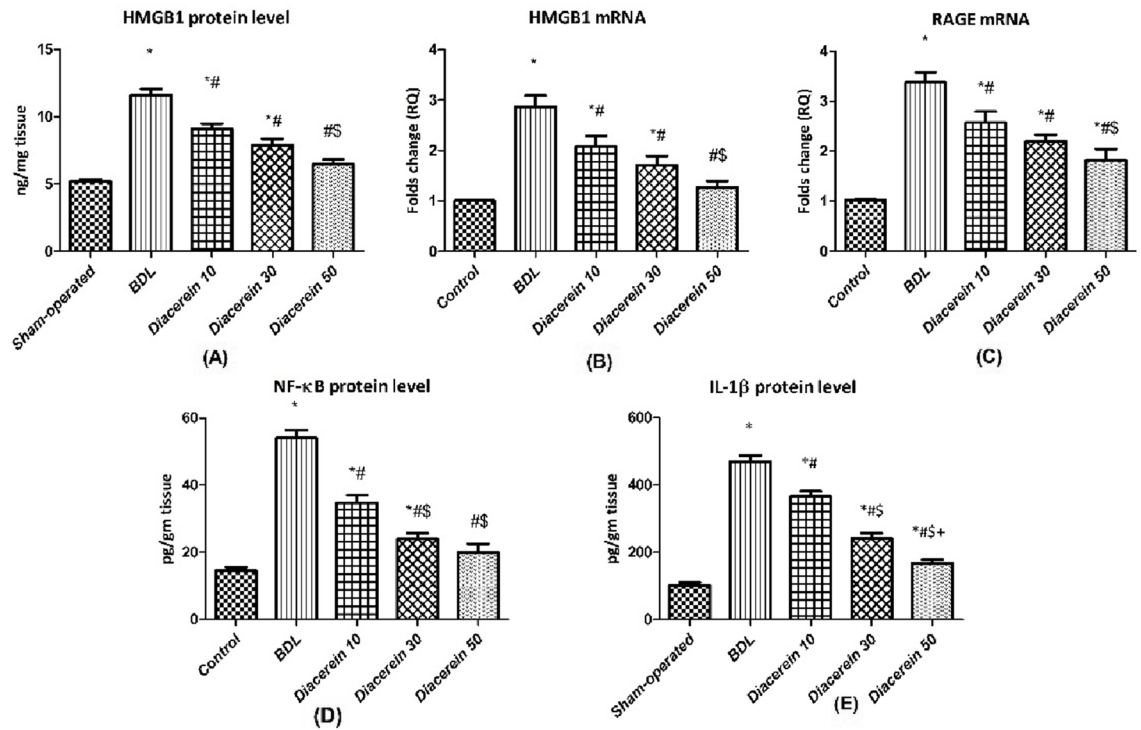 HMGB1 protein level
ng/mg tissue
15
10
5
0
*
*#
*#
#$
Sham-operated
BDL
Diacerein 10
Diacerein 30
Diacerein 50
(A)
HMGB1 mRNA
Folds change (RQ)
4
3
2
1
0
*
*#
*#
#$
Control
BDL
Diacerein 10
Diacerein 30
Diacerein 50
(B)
RAGE mRNA
Folds change (RQ)
4
3
2
1
0
*
*#
*#
*#$
Control
BDL
Diacerein 10
Diacerein 30
Diacerein 50
(C)
NF-κB protein level
pg/gm tissue
60
40
20
0
*
*#
*#$
#$
Control
BDL
Diacerein 10
Diacerein 30
Diacerein 50
(D)
IL-1β protein level
pg/gm tissue
600
400
200
0
*
*#
*#$
*#$+
Sham-operated
BDL
Diacerein 10
Diacerein 30
Diacerein 50
(E)